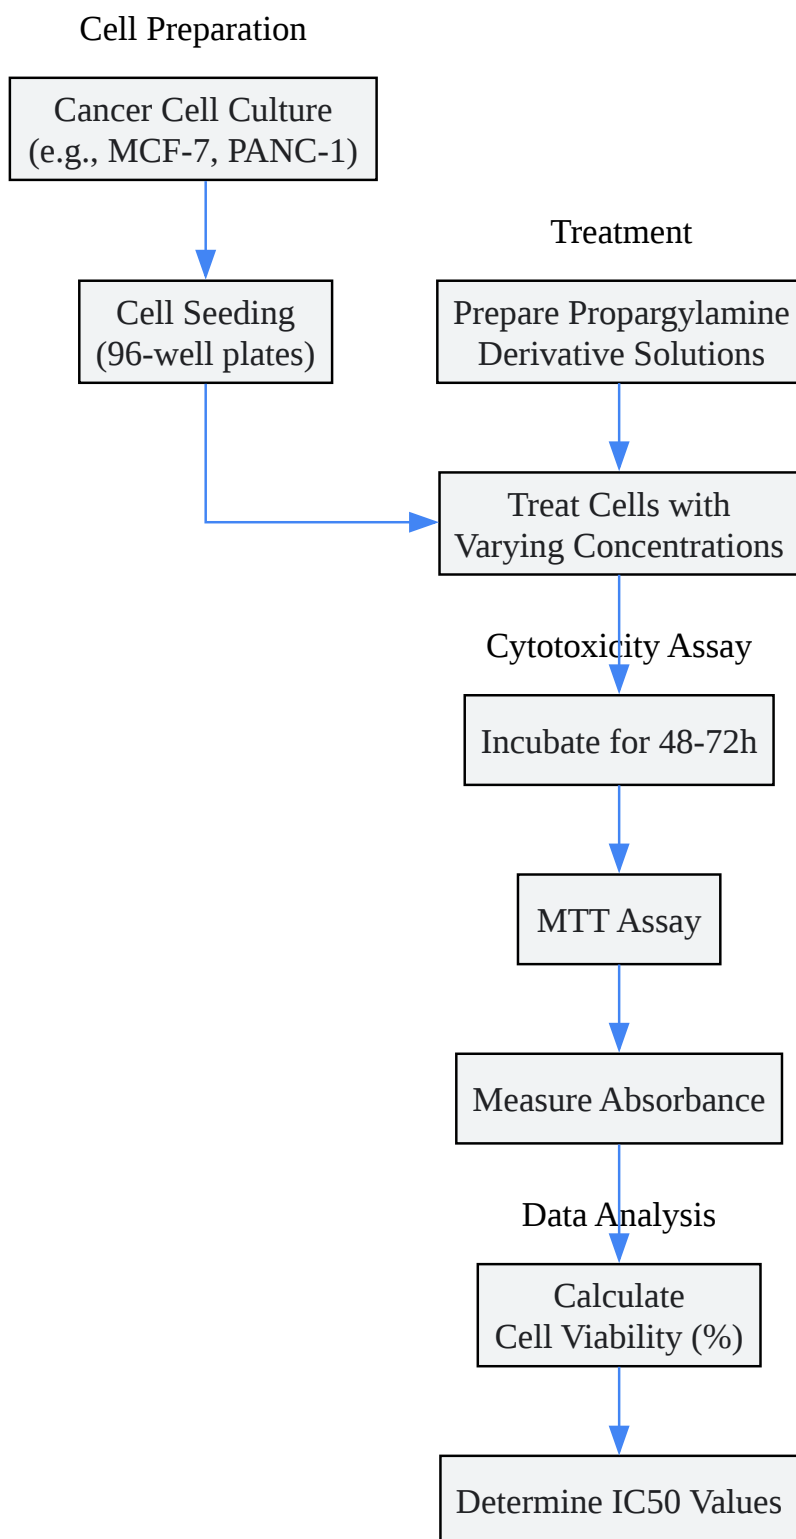 Cell Preparation
Cancer Cell Culture
(e.g., MCF-7, PANC-1)
Treatment
Cell Seeding
(96-well plates)
Prepare Propargylamine
Derivative Solutions
Treat Cells with
Varying Concentrations
Cytotoxicity Assay
Incubate for 48-72h
MTT Assay
Measure Absorbance
Data Analysis
Calculate
Cell Viability (%)
Determine IC50 Values